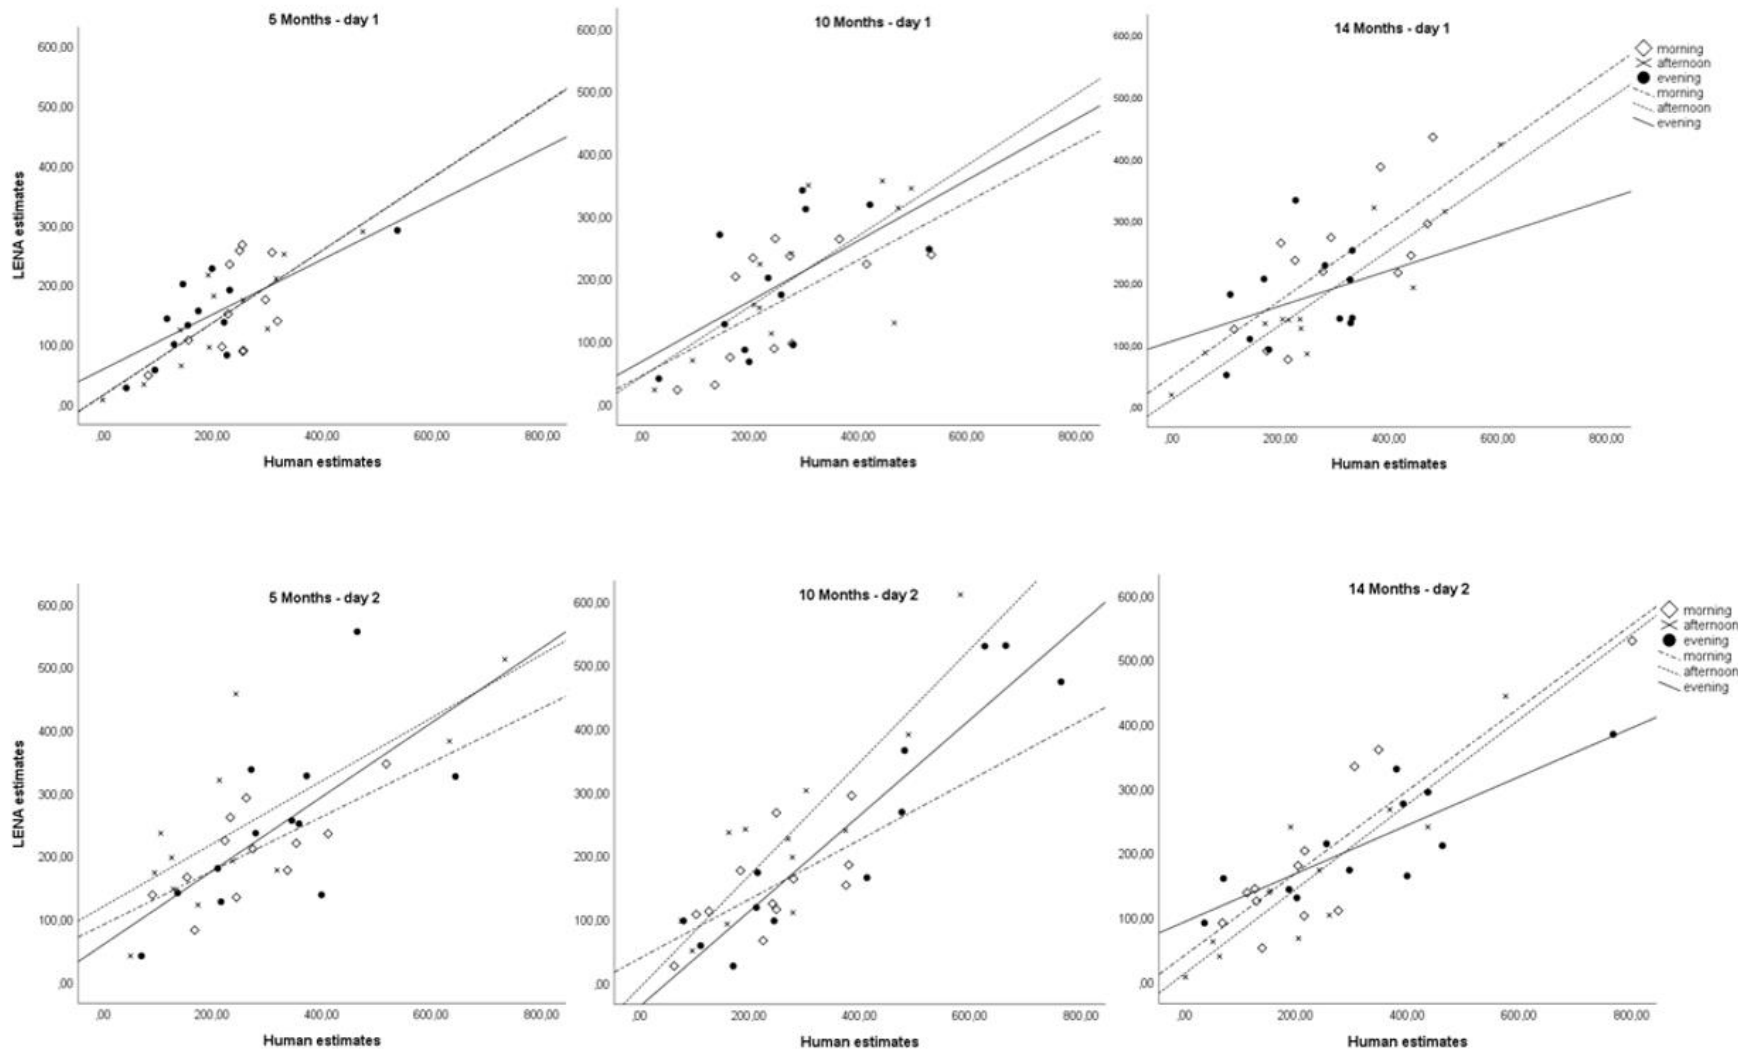 5 Months - day 1
10 Months - day 1
14 Months - day 1
LENA estimates
600,00
500,00
400,00
300,00
200,00
100,00
,00
,00 200,00 400,00 600,00 800,00
Human estimates
600,00
500,00
400,00
300,00
200,00
100,00
,00
,00 200,00 400,00 600,00 800,00
Human estimates
600,00
500,00
400,00
300,00
200,00
100,00
,00
,00 200,00 400,00 600,00 800,00
Human estimates
morning
afternoon
evening
morning
afternoon
evening
5 Months - day 2
10 Months - day 2
14 Months - day 2
LENA estimates
600,00
500,00
400,00
300,00
200,00
100,00
,00
,00 200,00 400,00 600,00 800,00
Human estimates
600,00
500,00
400,00
300,00
200,00
100,00
,00
,00 200,00 400,00 600,00 800,00
Human estimates
600,00
500,00
400,00
300,00
200,00
100,00
,00
,00 200,00 400,00 600,00 800,00
Human estimates
morning
afternoon
evening
morning
afternoon
evening